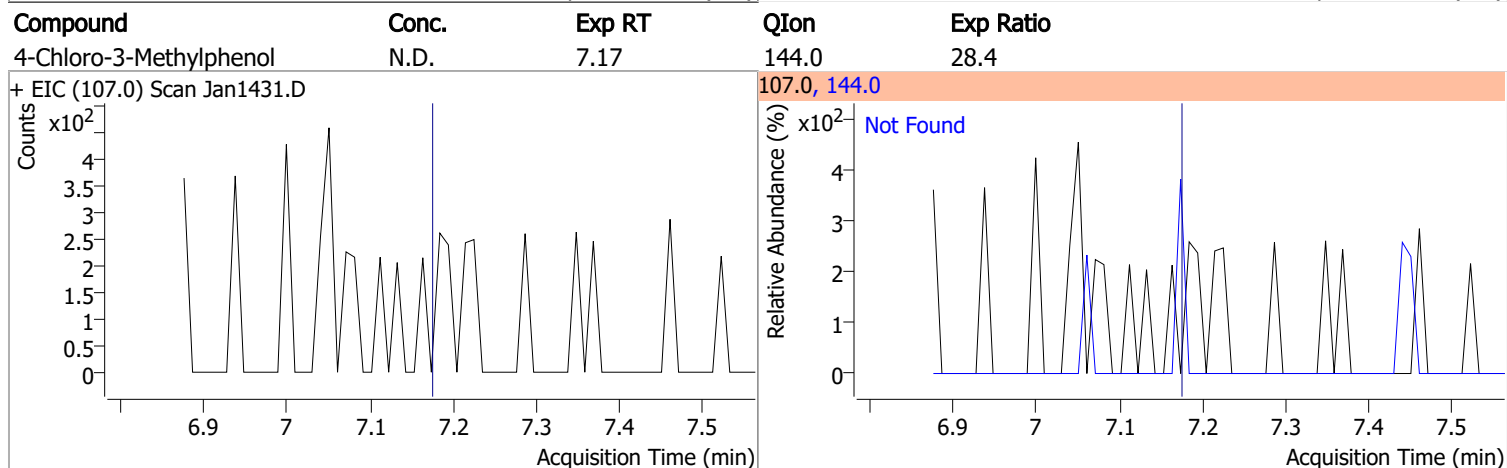 Compound Conc. Exp RT QIon Exp Ratio
4-Chloro-3-Methylphenol N.D. 7.17 144.0 28.4
+ EIC (107.0) Scan Jan1431.D
Counts
x10²
4
3.5
3
2.5
2
1.5
1
0.5
0
6.9 7 7.1 7.2 7.3 7.4 7.5
Acquisition Time (min)
107.0, 144.0
Relative Abundance (%)
x10²
Not Found
4
3
2
1
0
6.9 7 7.1 7.2 7.3 7.4 7.5
Acquisition Time (min)